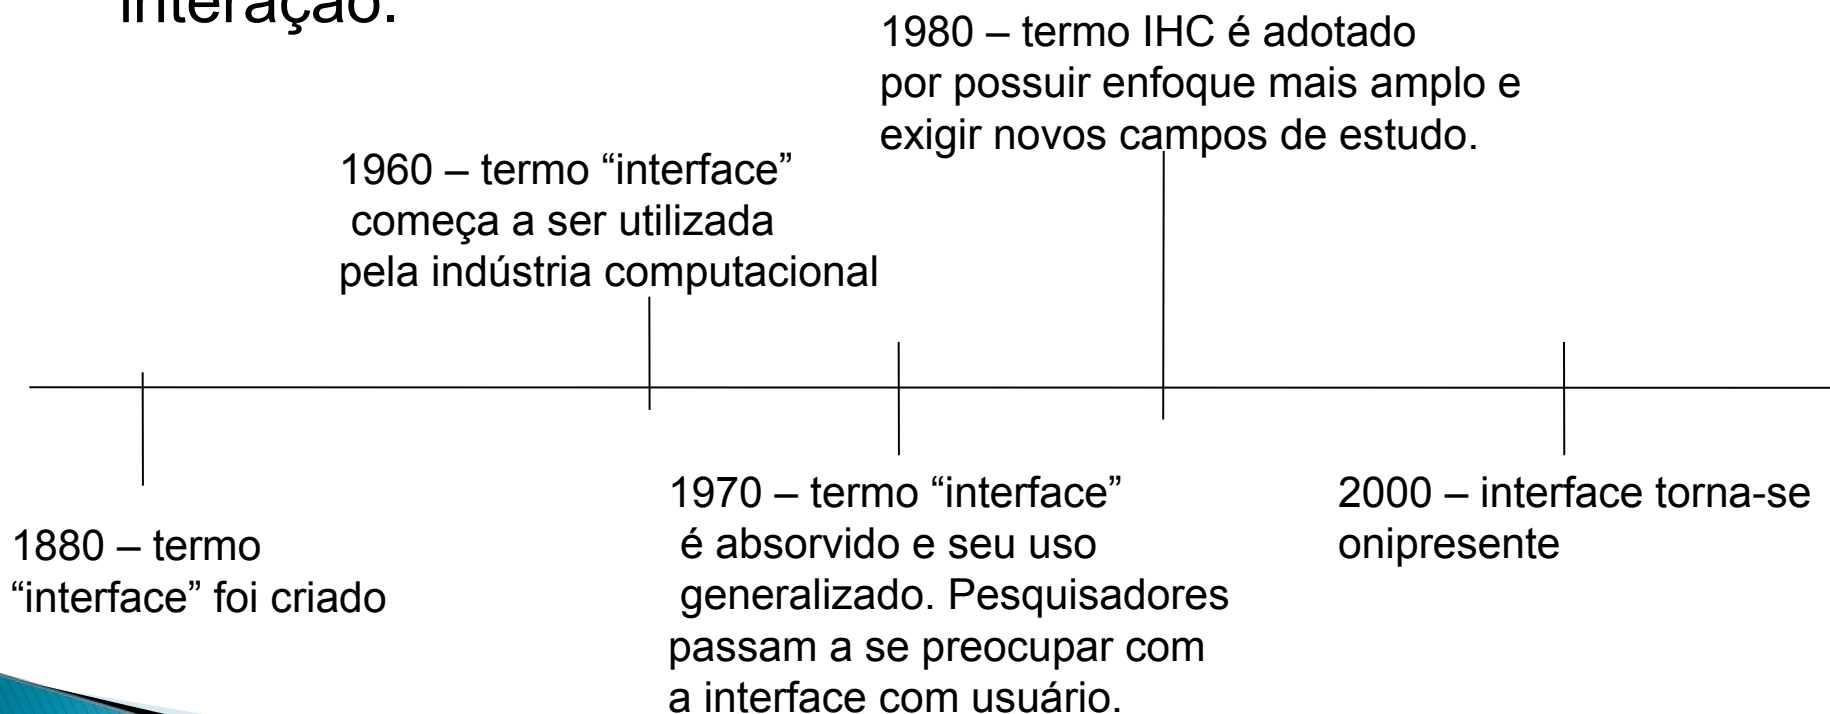 interação.
1980 – termo IHC é adotado
por possuir enfoque mais amplo e
exigir novos campos de estudo.
1960 – termo “interface”
começa a ser utilizada
pela indústria computacional
1880 – termo
“interface” foi criado
1970 – termo “interface”
é absorvido e seu uso
generalizado. Pesquisadores
passam a se preocupar com
a interface com usuário.
2000 – interface torna-se
onipresente